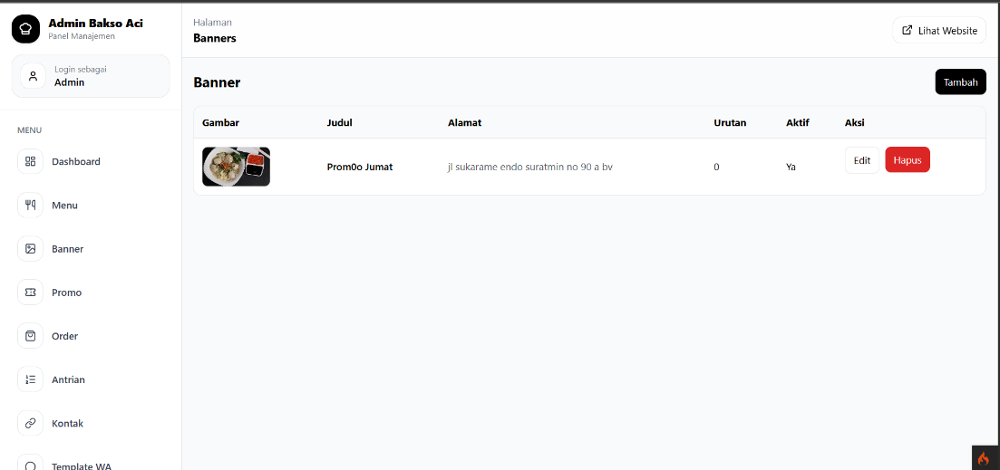 Admin Bakso Aci
Panel Manajemen
Login sebagai
Admin
MENU
Dashboard
Menu
Banner
Promo
Order
Antrian
Kontak
Template WA
Halaman
Banners
Lihat Website
Banner
Tambah
Gambar Judul Alamat Urutan Aktif Aksi
Prom0o Jumat jl sukarame endo suratmin no 90 a bv 0 Ya Edit Hapus